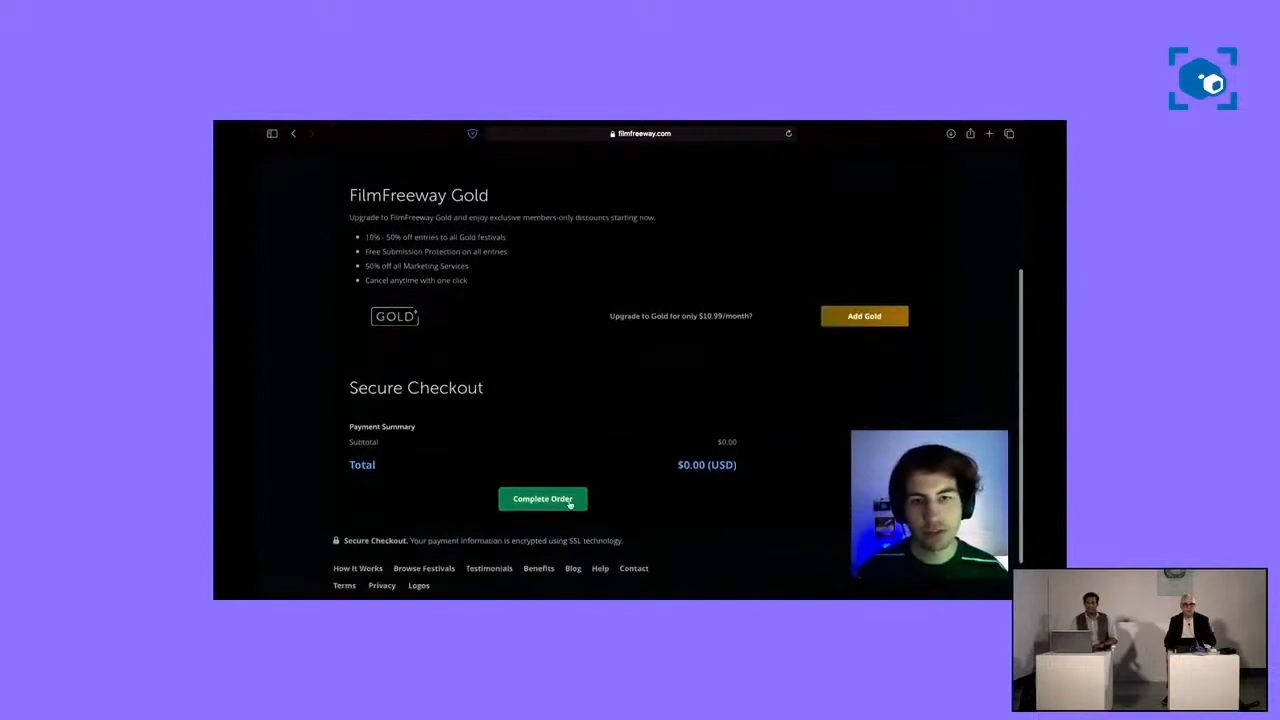 filmfreeway.com
FilmFreeway Gold
Upgrade to FilmFreeway Gold and enjoy exclusive members-only discounts starting now.
10% - 50% off entries to all Gold festivals
Free Submission Protection on all entries
50% off all Marketing Services
Cancel anytime with one click
GOLD+
Upgrade to Gold for only $10.99/month?
Add Gold
Secure Checkout
Payment Summary
Subtotal $0.00
Total $0.00 (USD)
Complete Order
Secure Checkout. Your payment information is encrypted using SSL technology.
How It Works Browse Festivals Testimonials Benefits Blog Help Contact
Terms Privacy Logos